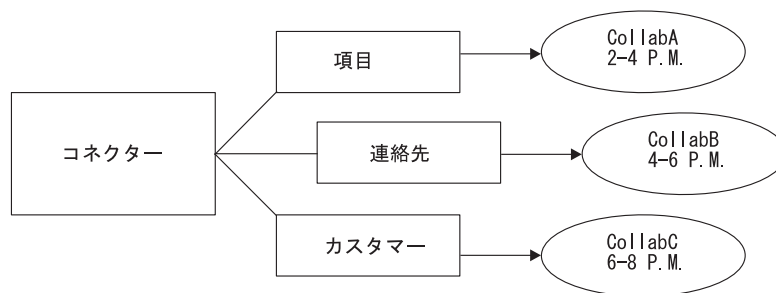 コネクター
項目
CollabA
2-4 P.M.
連絡先
CollabB
4-6 P.M.
カスタマー
CollabC
6-8 P.M.